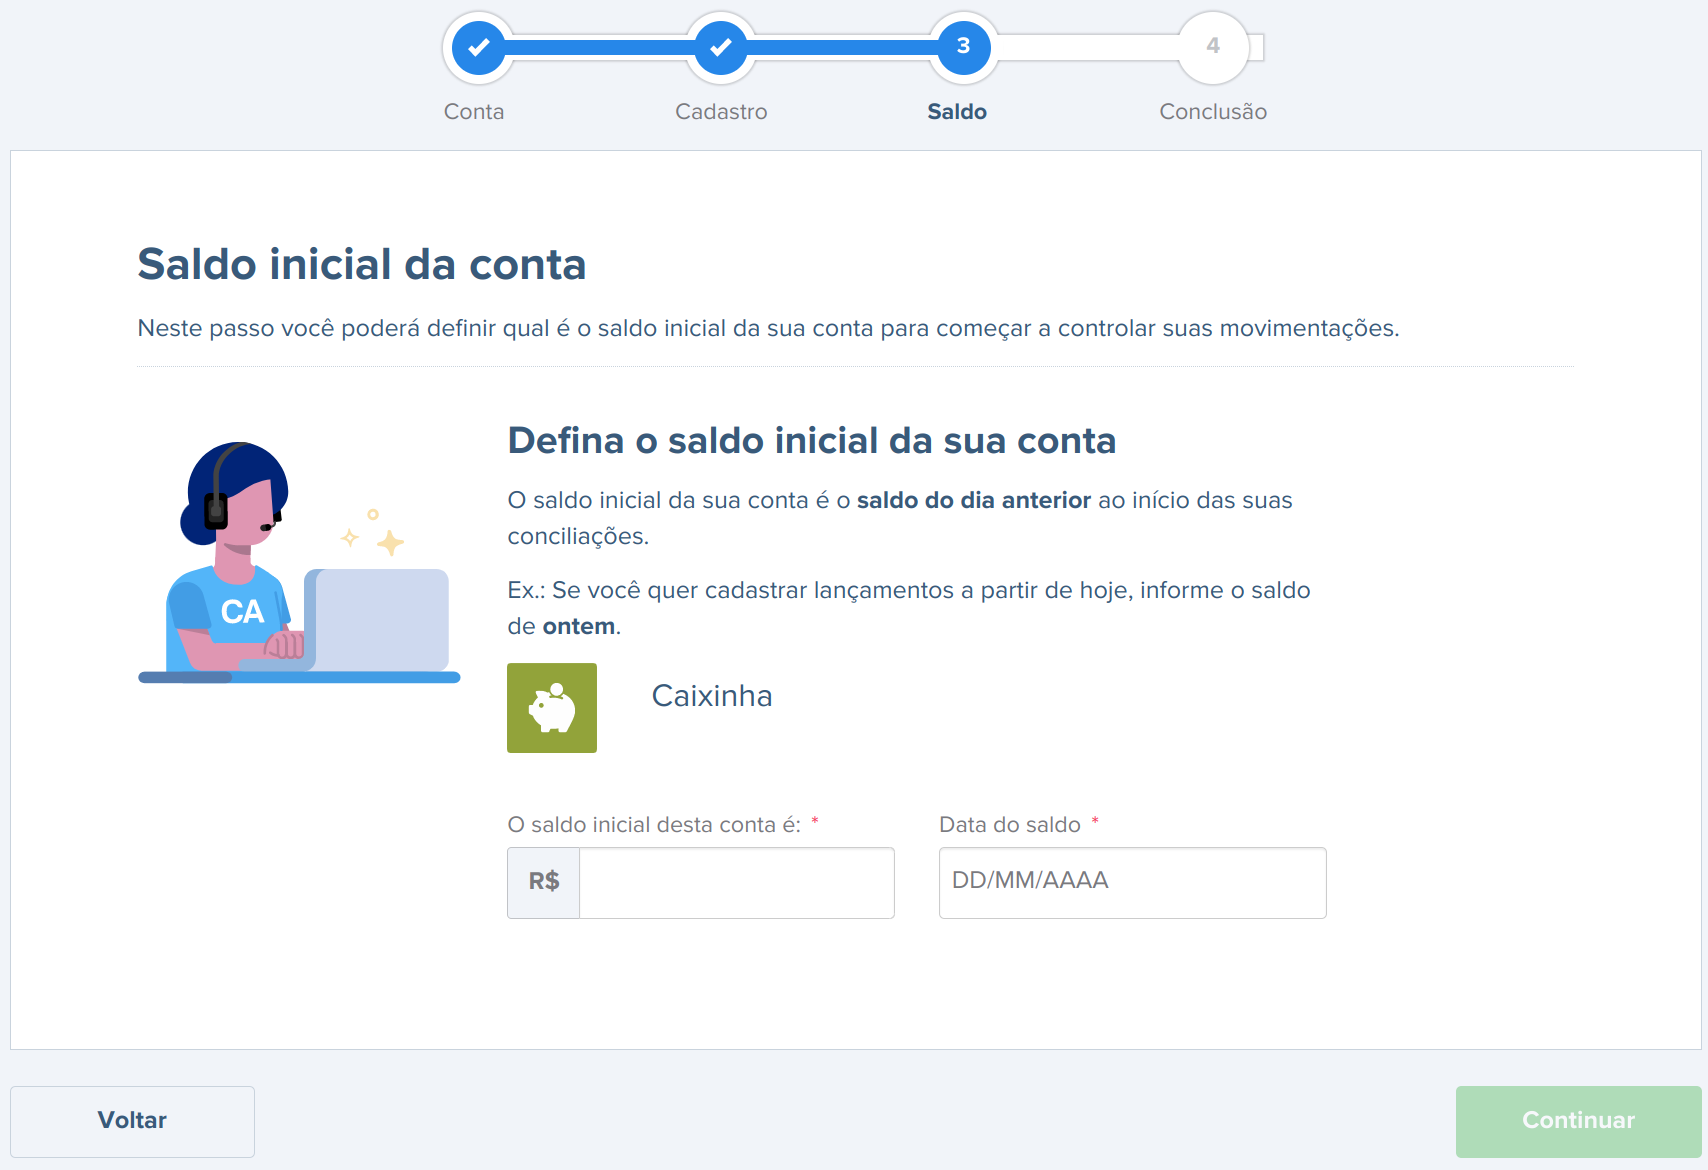 3
4
Conta
Cadastro
Saldo
Conclusão
Saldo inicial da conta
Neste passo você poderá definir qual é o saldo inicial da sua conta para começar a controlar suas movimentações.
Defina o saldo inicial da sua conta
O saldo inicial da sua conta é o saldo do dia anterior ao início das suas
conciliações.
Ex.: Se você quer cadastrar lançamentos a partir de hoje, informe o saldo
de ontem.
CA
Caixinha
O saldo inicial desta conta é: *
Data do saldo *
R$
DD/MM/AAAA
Voltar
Continuar